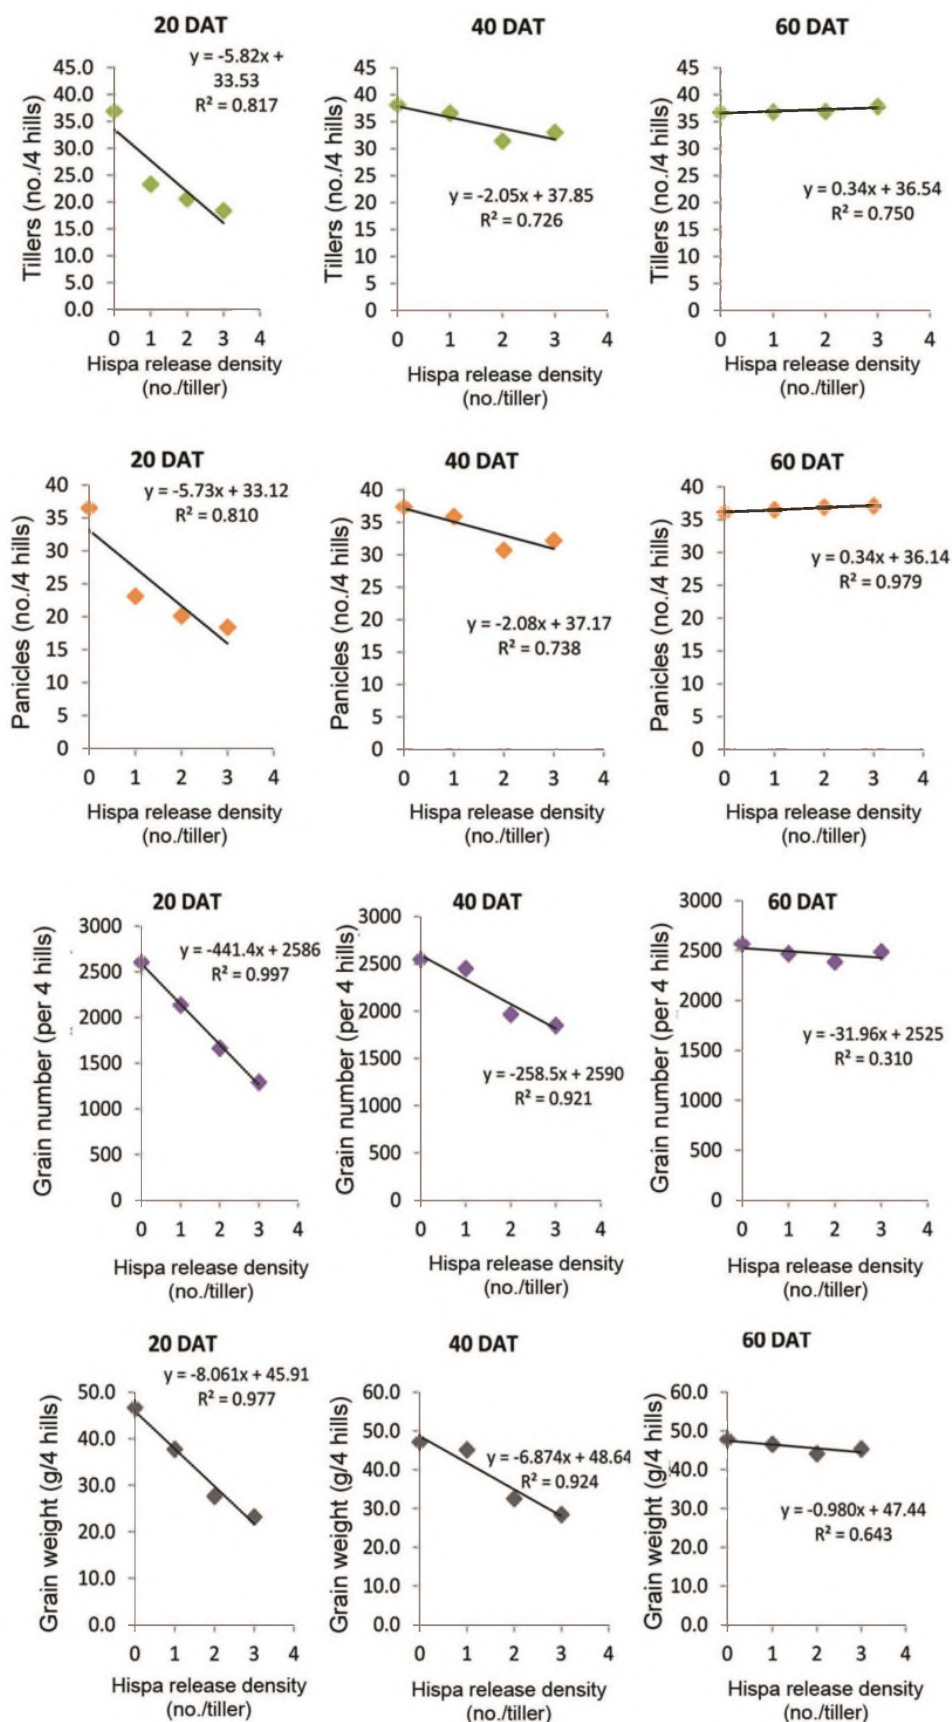 20 DAT
y = -5.82x +
33.53
R² = 0.817
Tillers (no./4 hills)
45.0
40.0
35.0
30.0
25.0
20.0
15.0
10.0
5.0
0.0
0 1 2 3 4
Hispa release density
(no./tiller)
40 DAT
y = -2.05x + 37.85
R² = 0.726
Tillers (no./4 hills)
45
40
35
30
25
20
15
10
5
0
0 1 2 3 4
Hispa release density
(no./tiller)
60 DAT
y = 0.34x + 36.54
R² = 0.750
Tillers (no./4 hills)
45
40
35
30
25
20
15
10
5
0
0 1 2 3 4
Hispa release density
(no./tiller)
20 DAT
y = -5.73x + 33.12
R² = 0.810
Panicles (no./4 hills)
40
35
30
25
20
15
10
5
0
0 1 2 3 4
Hispa release density
(no./tiller)
40 DAT
y = -2.08x + 37.17
R² = 0.738
Panicles (no./4 hills)
40
35
30
25
20
15
10
5
0
0 1 2 3 4
Hispa release density
(no./tiller)
60 DAT
y = 0.34x + 36.14
R² = 0.979
Panicles (no./4 hills)
40
35
30
25
20
15
10
5
0
0 1 2 3 4
Hispa release density
(no./tiller)
20 DAT
y = -441.4x + 2586
R² = 0.997
Grain number (per 4 hills)
3000
2500
2000
1500
1000
500
0
0 1 2 3 4
Hispa release density
(no./tiller)
40 DAT
y = -258.5x + 2590
R² = 0.921
Grain number (per 4 hills)
3000
2500
2000
1500
1000
500
0
0 1 2 3 4
Hispa release density
(no./tiller)
60 DAT
y = -31.96x + 2525
R² = 0.310
Grain number (per 4 hills)
3000
2500
2000
1500
1000
500
0
0 1 2 3 4
Hispa release density
(no./tiller)
20 DAT
y = -8.061x + 45.91
R² = 0.977
Grain weight (g/4 hills)
50.0
40.0
30.0
20.0
10.0
0.0
0 1 2 3 4
Hispa release density
(no./tiller)
40 DAT
y = -6.874x + 48.64
R² = 0.924
Grain weight (g/4 hills)
60.0
50.0
40.0
30.0
20.0
10.0
0.0
0 1 2 3 4
Hispa release density
(no./tiller)
60 DAT
y = -0.980x + 47.44
R² = 0.643
Grain weight (g/4 hills)
60.0
50.0
40.0
30.0
20.0
10.0
0.0
0 1 2 3 4
Hispa release density
(no./tiller)